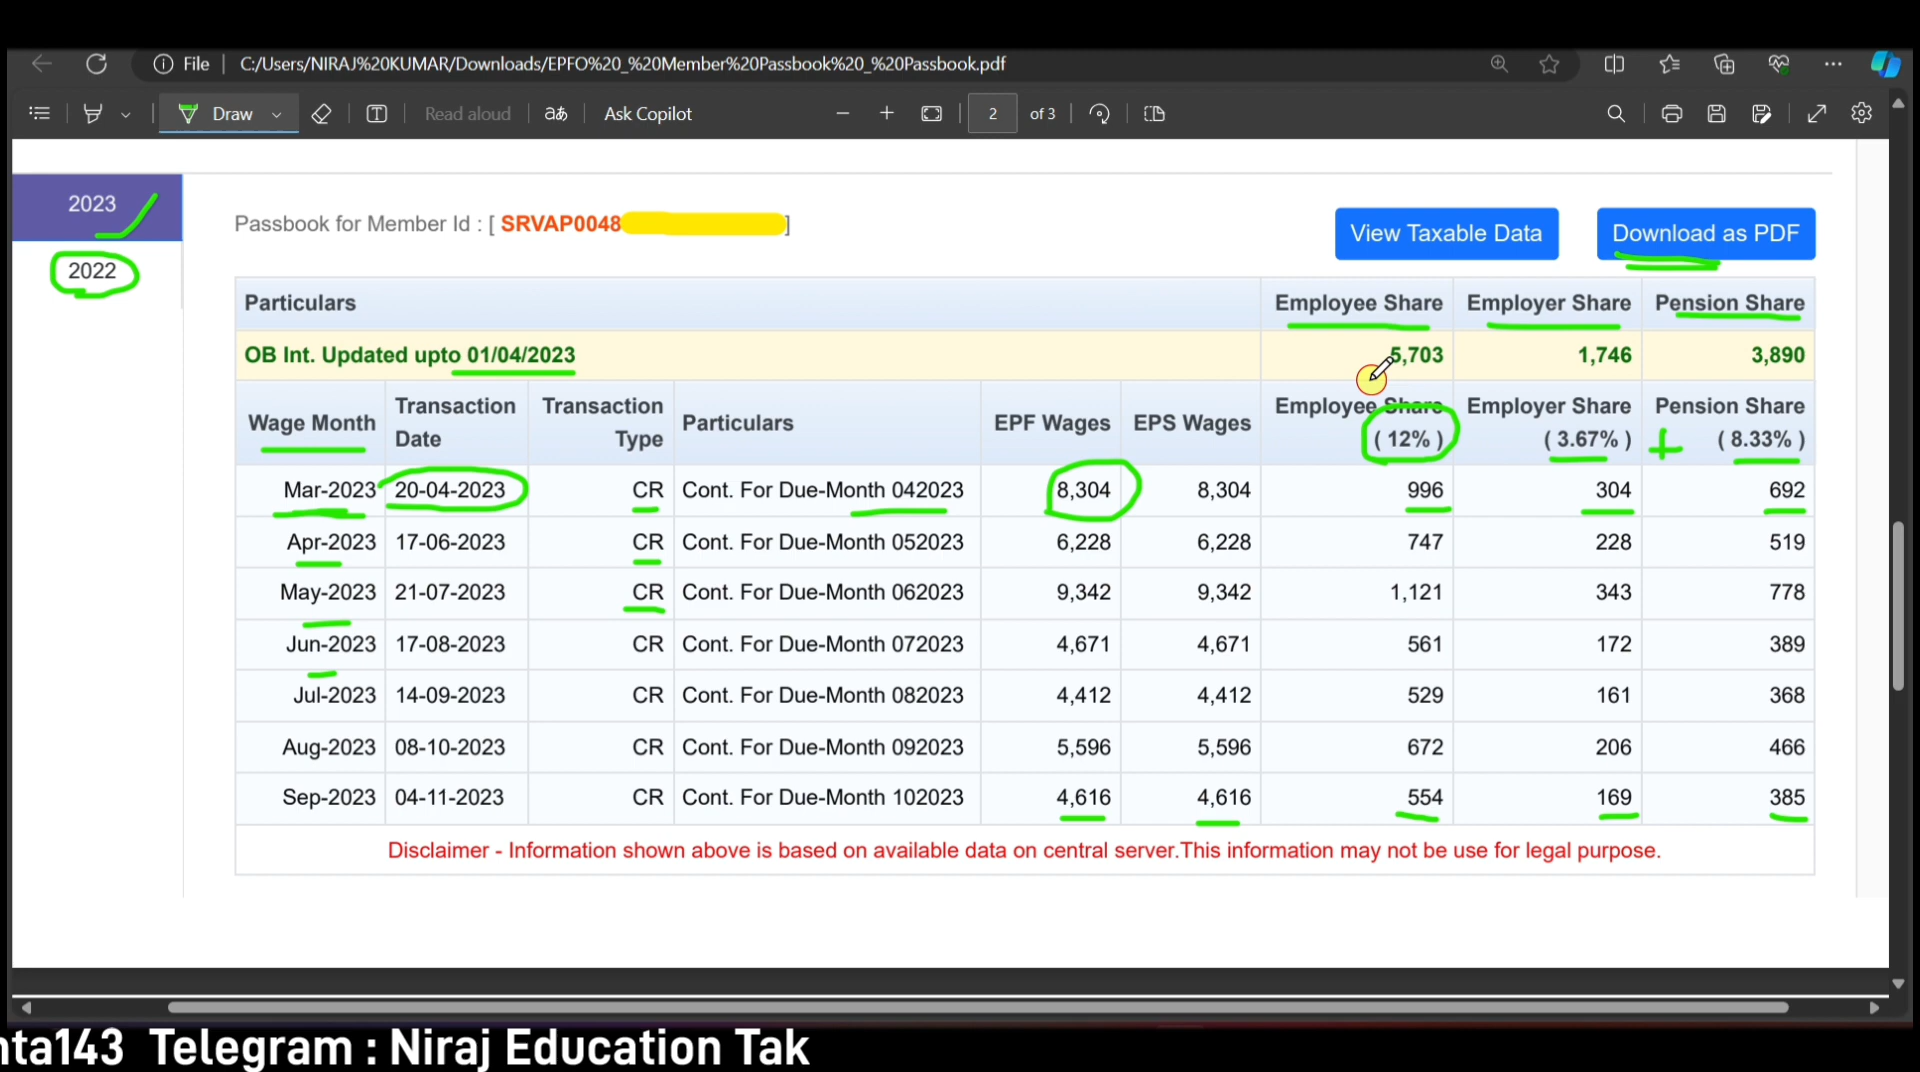 File C:/Users/NIRAJ%20KUMAR/Downloads/EPFO%20_%20Member%20Passbook%20_%20Passbook.pdf
Draw Read aloud aあ Ask Copilot 2 of 3
2023
2022
Passbook for Member Id : [ SRVAP0048 ]
View Taxable Data Download as PDF
Particulars Employee Share Employer Share Pension Share
OB Int. Updated upto 01/04/2023 5,703 1,746 3,890
Wage Month Transaction Date Transaction Type Particulars EPF Wages EPS Wages Employee Share ( 12% ) Employer Share ( 3.67% ) Pension Share ( 8.33% )
Mar-2023 20-04-2023 CR Cont. For Due-Month 042023 8,304 8,304 996 304 692
Apr-2023 17-06-2023 CR Cont. For Due-Month 052023 6,228 6,228 747 228 519
May-2023 21-07-2023 CR Cont. For Due-Month 062023 9,342 9,342 1,121 343 778
Jun-2023 17-08-2023 CR Cont. For Due-Month 072023 4,671 4,671 561 172 389
Jul-2023 14-09-2023 CR Cont. For Due-Month 082023 4,412 4,412 529 161 368
Aug-2023 08-10-2023 CR Cont. For Due-Month 092023 5,596 5,596 672 206 466
Sep-2023 04-11-2023 CR Cont. For Due-Month 102023 4,616 4,616 554 169 385
Disclaimer - Information shown above is based on available data on central server.This information may not be use for legal purpose.
ta143 Telegram : Niraj Education Tak